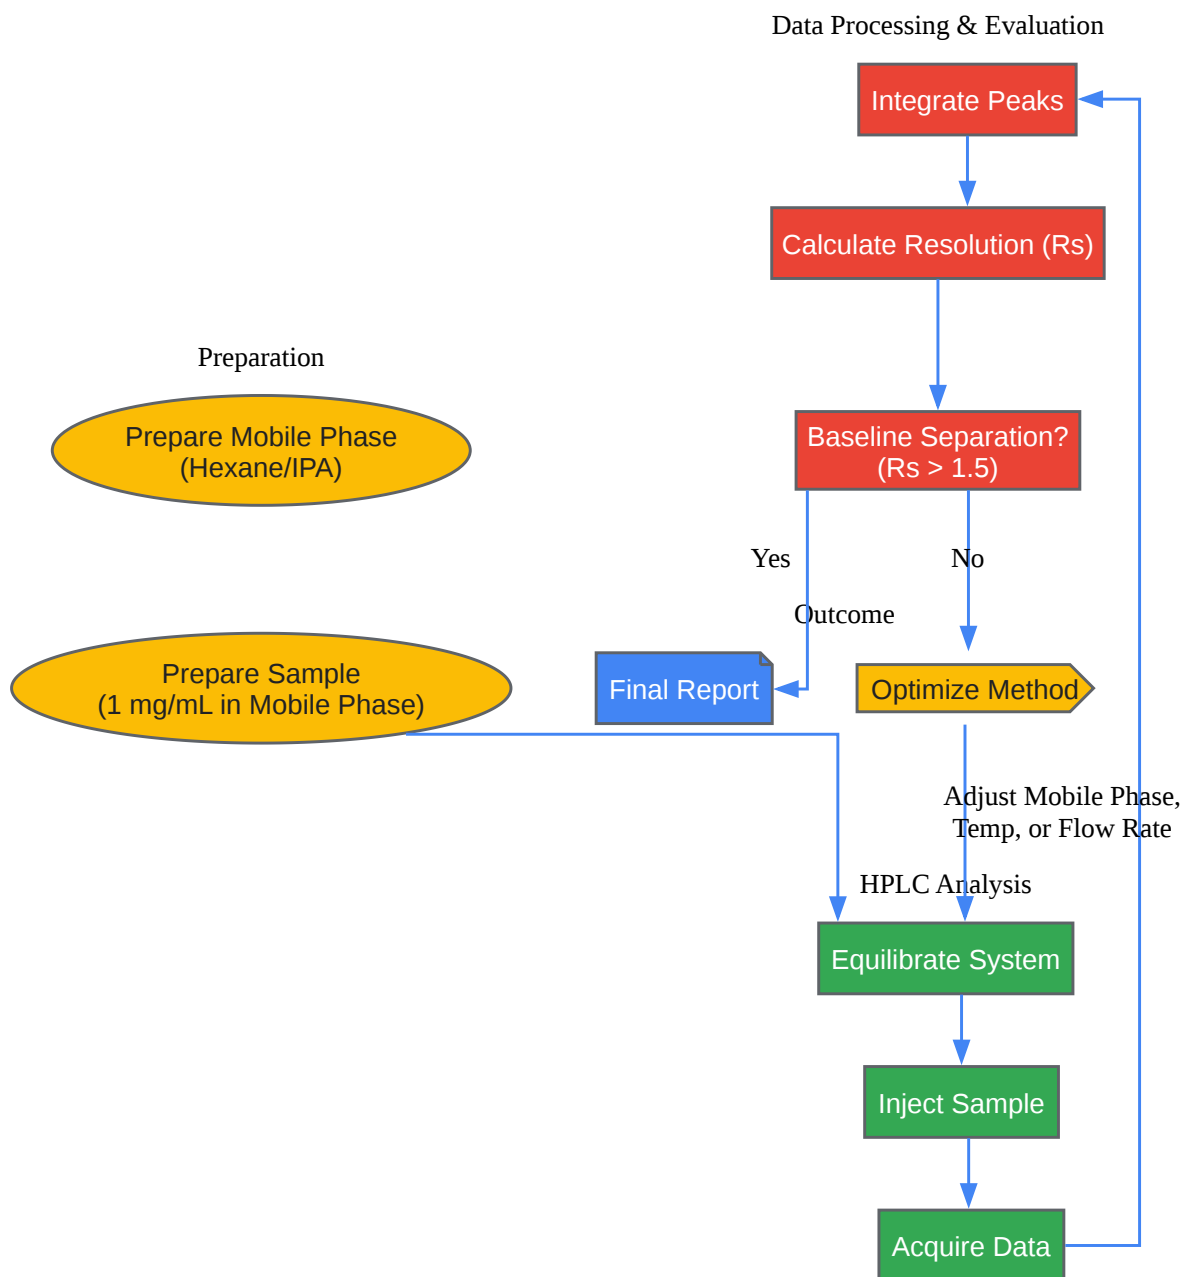 Data Processing & Evaluation
Integrate Peaks
Calculate Resolution (Rs)
Preparation
Prepare Mobile Phase
(Hexane/IPA)
Baseline Separation?
(Rs > 1.5)
Yes
No
Outcome
Prepare Sample
(1 mg/mL in Mobile Phase)
Final Report
Optimize Method
Adjust Mobile Phase,
Temp, or Flow Rate
HPLC Analysis
Equilibrate System
Inject Sample
Acquire Data